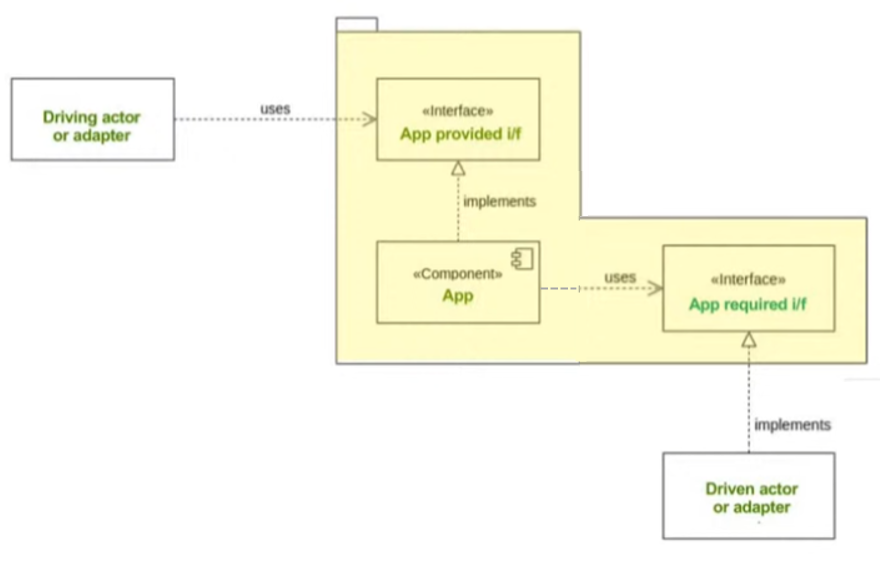 Driving actor
or adapter
uses
«Interface»
App provided i/f
implements
«Component»
App
uses
«Interface»
App required i/f
implements
Driven actor
or adapter